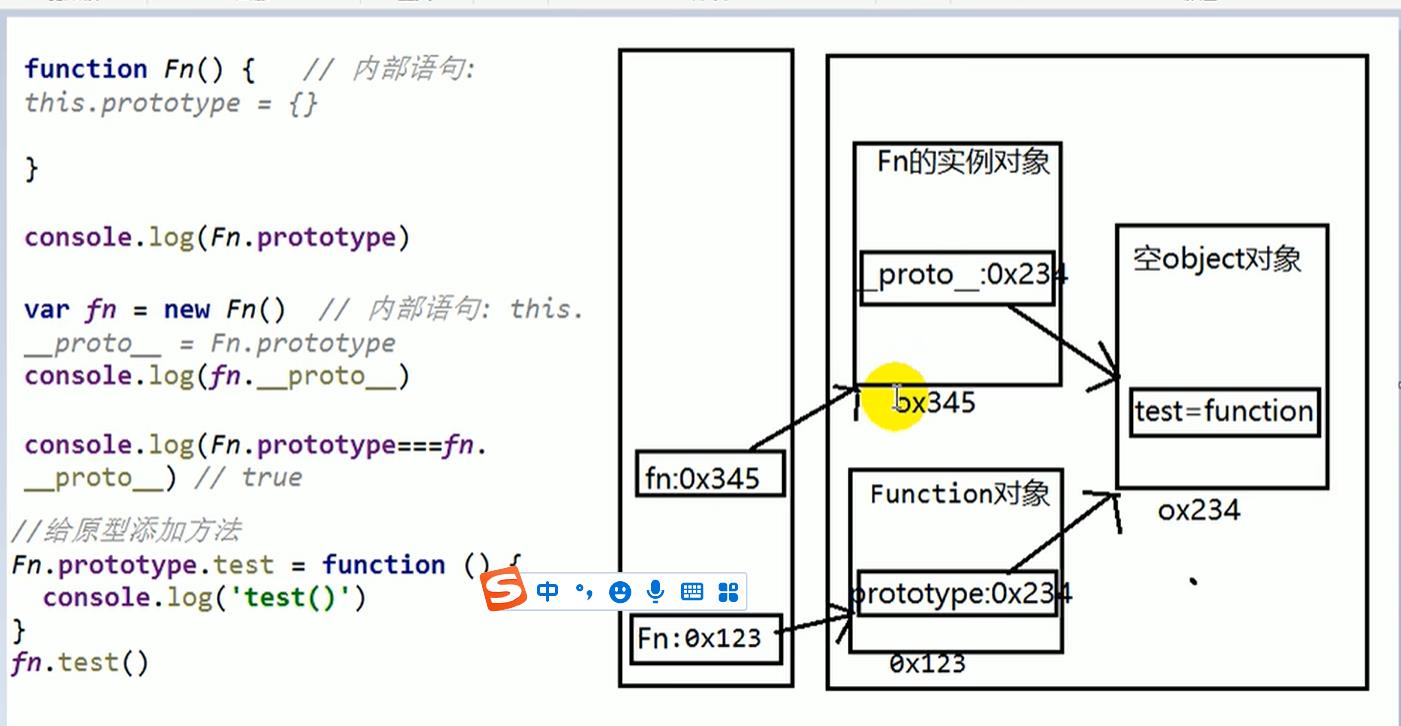 function Fn() {   // 内部语句:
this.prototype = {}
}
console.log(Fn.prototype)
var fn = new Fn()  // 内部语句: this.
__proto__ = Fn.prototype
console.log(fn.__proto__)
console.log(Fn.prototype===fn.
__proto__) // true
//给原型添加方法
Fn.prototype.test = function () {
console.log('test()')
}
fn.test()
fn:0x345
Fn:0x123
Fn的实例对象
__proto__:0x234
ox345
Function对象
prototype:0x234
0x123
空object对象
test=function
ox234
S 中